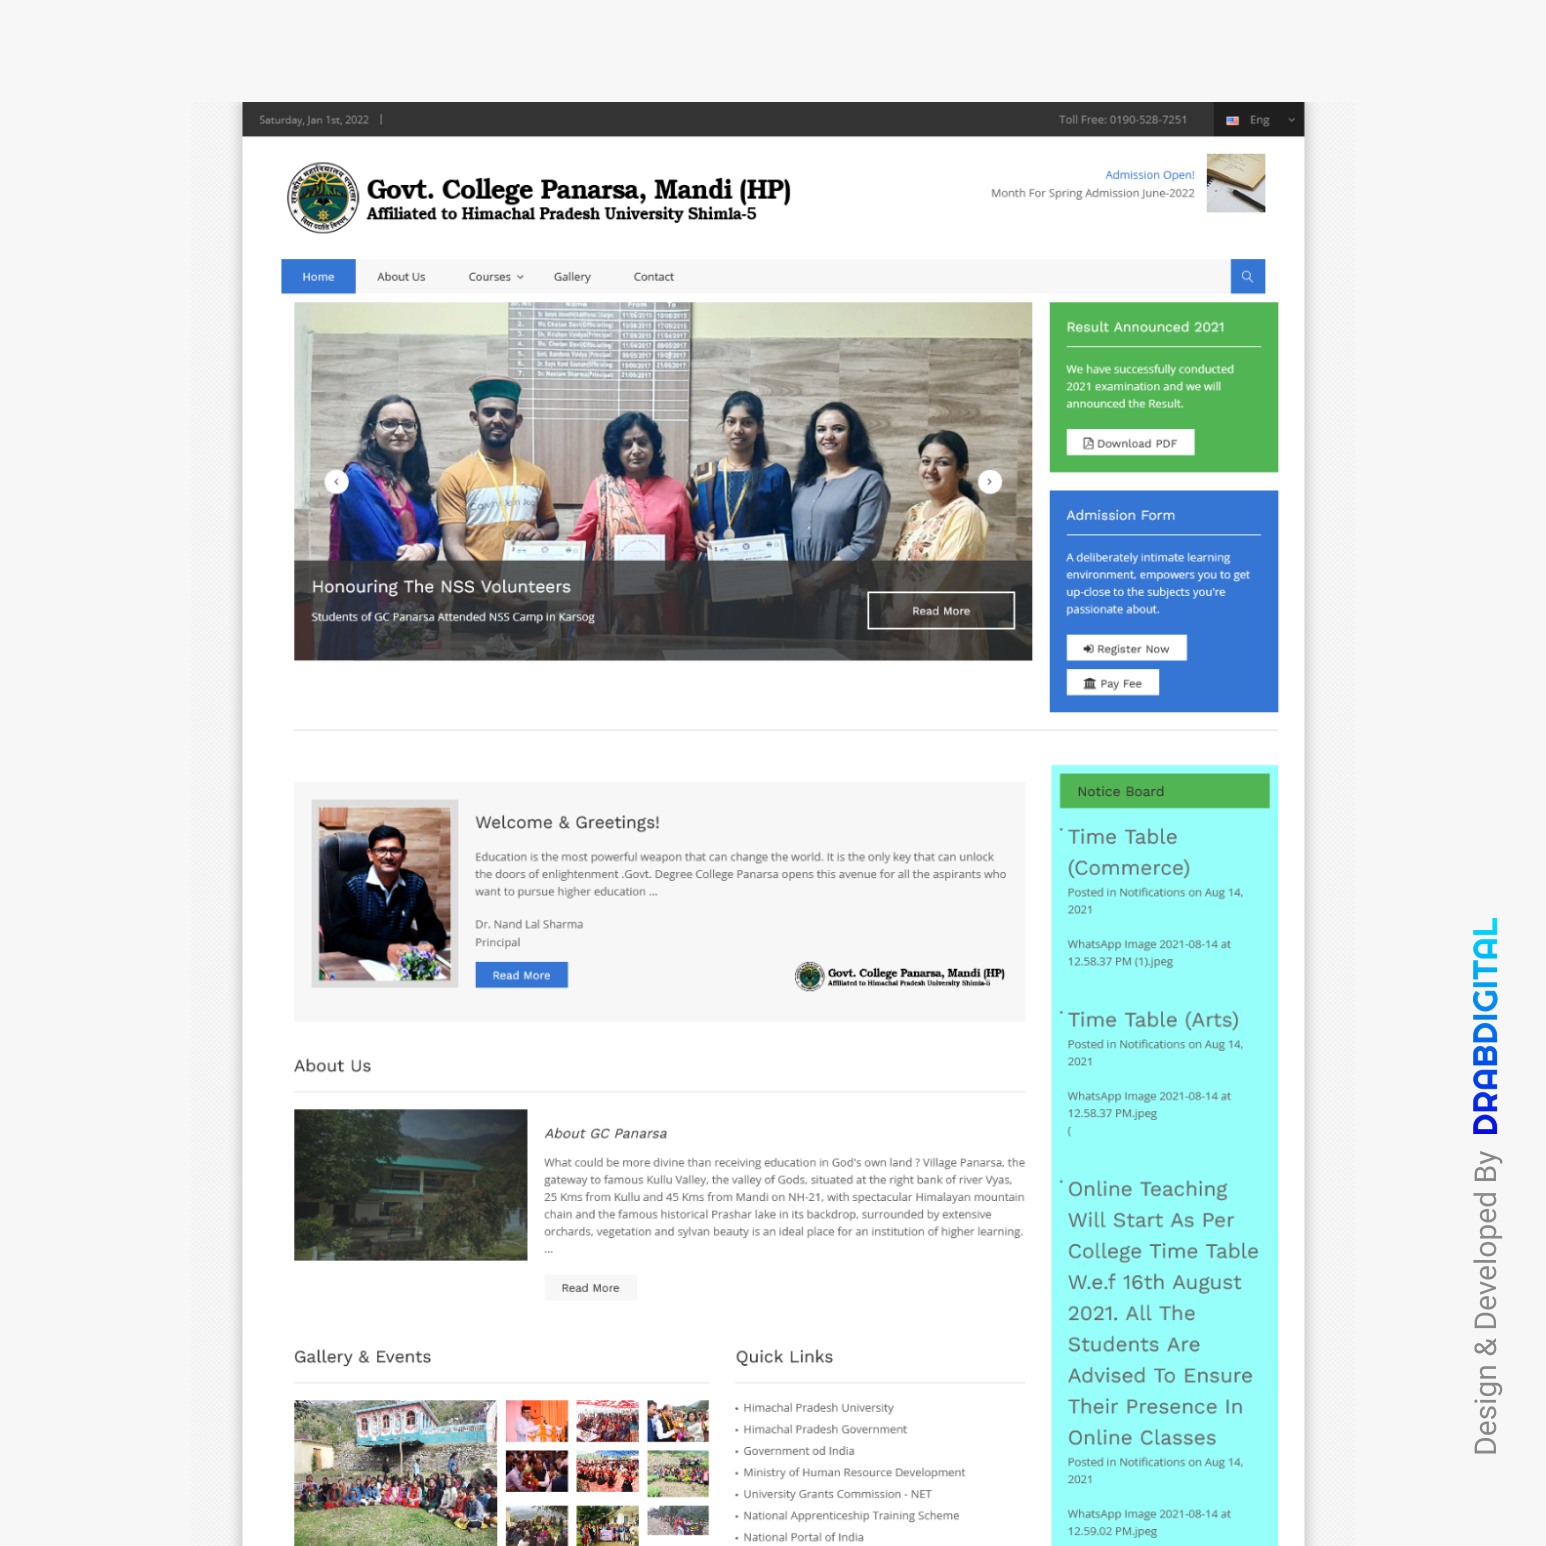 Saturday, Jan 1st, 2022 |
Toll Free: 0190-528-7251
Eng
Govt. College Panarsa, Mandi (HP)
Affiliated to Himachal Pradesh University Shimla-5
Admission Open!
Month For Spring Admission June-2022
Home
About Us
Courses
Gallery
Contact
Name From To
Honouring The NSS Volunteers
Students of GC Panarsa Attended NSS Camp in Karsog
Read More
Result Announced 2021
We have successfully conducted
2021 examination and we will
announced the Result.
Download PDF
Admission Form
A deliberately intimate learning
environment, empowers you to get
up-close to the subjects you're
passionate about.
Register Now
Pay Fee
Welcome & Greetings!
Education is the most powerful weapon that can change the world. It is the only key that can unlock
the doors of enlightenment .Govt. Degree College Panarsa opens this avenue for all the aspirants who
want to pursue higher education ...
Dr. Nand Lal Sharma
Principal
Read More
Govt. College Panarsa, Mandi (HP)
Affiliated to Himachal Pradesh University Shimla-5
About Us
About GC Panarsa
What could be more divine than receiving education in God's own land ? Village Panarsa, the
gateway to famous Kullu Valley, the valley of Gods, situated at the right bank of river Vyas,
25 Kms from Kullu and 45 Kms from Mandi on NH-21, with spectacular Himalayan mountain
chain and the famous historical Prashar lake in its backdrop, surrounded by extensive
orchards, vegetation and sylvan beauty is an ideal place for an institution of higher learning.
...
Read More
Gallery & Events
Quick Links
Himachal Pradesh University
Himachal Pradesh Government
Government od India
Ministry of Human Resource Development
University Grants Commission - NET
National Apprenticeship Training Scheme
National Portal of India
Notice Board
Time Table
(Commerce)
Posted in Notifications on Aug 14,
2021
WhatsApp Image 2021-08-14 at
12.58.37 PM (1).jpeg
Time Table (Arts)
Posted in Notifications on Aug 14,
2021
WhatsApp Image 2021-08-14 at
12.58.37 PM.jpeg
(
Online Teaching
Will Start As Per
College Time Table
W.e.f 16th August
2021. All The
Students Are
Advised To Ensure
Their Presence In
Online Classes
Posted in Notifications on Aug 14,
2021
WhatsApp Image 2021-08-14 at
12.59.02 PM.jpeg
Design & Developed By DRABDIGITAL